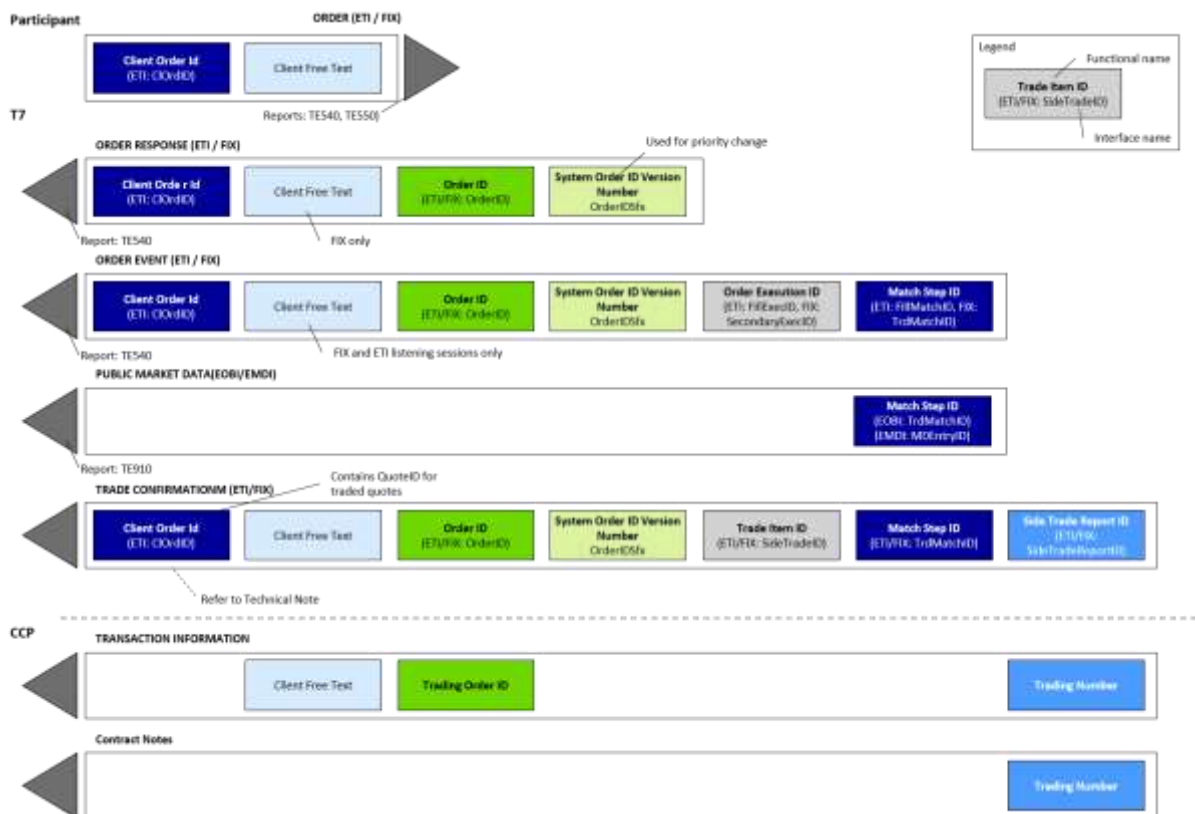 Participant
ORDER (ETI / FIX)
Client Order Id
(ETI: ClOrdID)
Client Free Text
Reports: TE540, TE550)
Legend
Functional name
Trade Item ID
(ETI/FIX: SideTradeID)
Interface name
T7
ORDER RESPONSE (ETI / FIX)
Used for priority change
Client Orde r Id
(ETI: ClOrdID)
Client Free Text
Order ID
(ETI/FIX: OrderID)
System Order ID Version
Number
OrderIDSfx
Report: TE540
FIX only
ORDER EVENT (ETI / FIX)
Client Order Id
(ETI: ClOrdID)
Client Free Text
Order ID
(ETI/FIX: OrderID)
System Order ID Version
Number
OrderIDSfx
Order Execution ID
(ETI: FillExecID, FIX:
SecondaryExecID)
Match Step ID
(ETI: FillMatchID, FIX:
TrdMatchID)
Report: TE540
FIX and ETI listening sessions only
PUBLIC MARKET DATA(EOBI/EMDI)
Match Step ID
(EOBI: TrdMatchID)
(EMDI: MDEntryID)
Report: TE910
Contains QuoteID for
traded quotes
TRADE CONFIRMATIONM (ETI/FIX)
Client Order Id
(ETI: ClOrdID)
Client Free Text
Order ID
(ETI/FIX: OrderID)
System Order ID Version
Number
OrderIDSfx
Trade Item ID
(ETI/FIX: SideTradeID)
Match Step ID
(ETI/FIX: TrdMatchID)
Side Trade Report ID
(ETI/FIX:
SideTradeReportID)
Refer to Technical Note
CCP
TRANSACTION INFORMATION
Client Free Text
Trading Order ID
Trading Number
Contract Notes
Trading Number